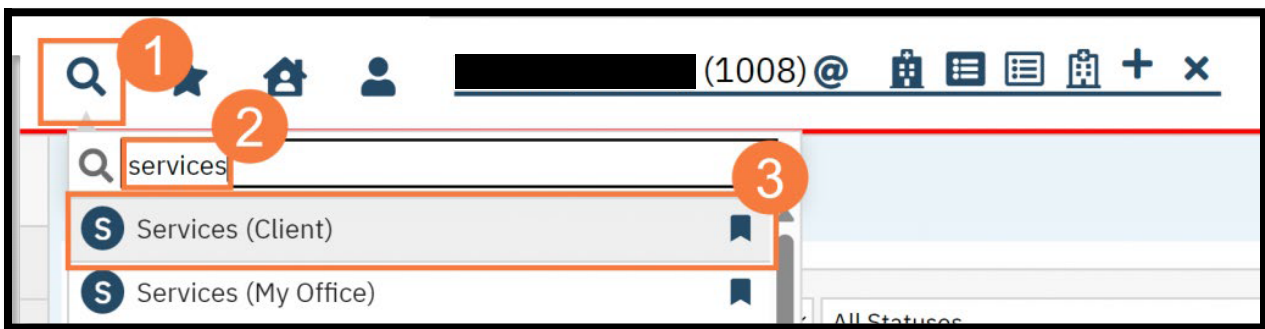 1
(1008) @
2
services
3
S Services (Client)
S Services (My Office)
All Statuses